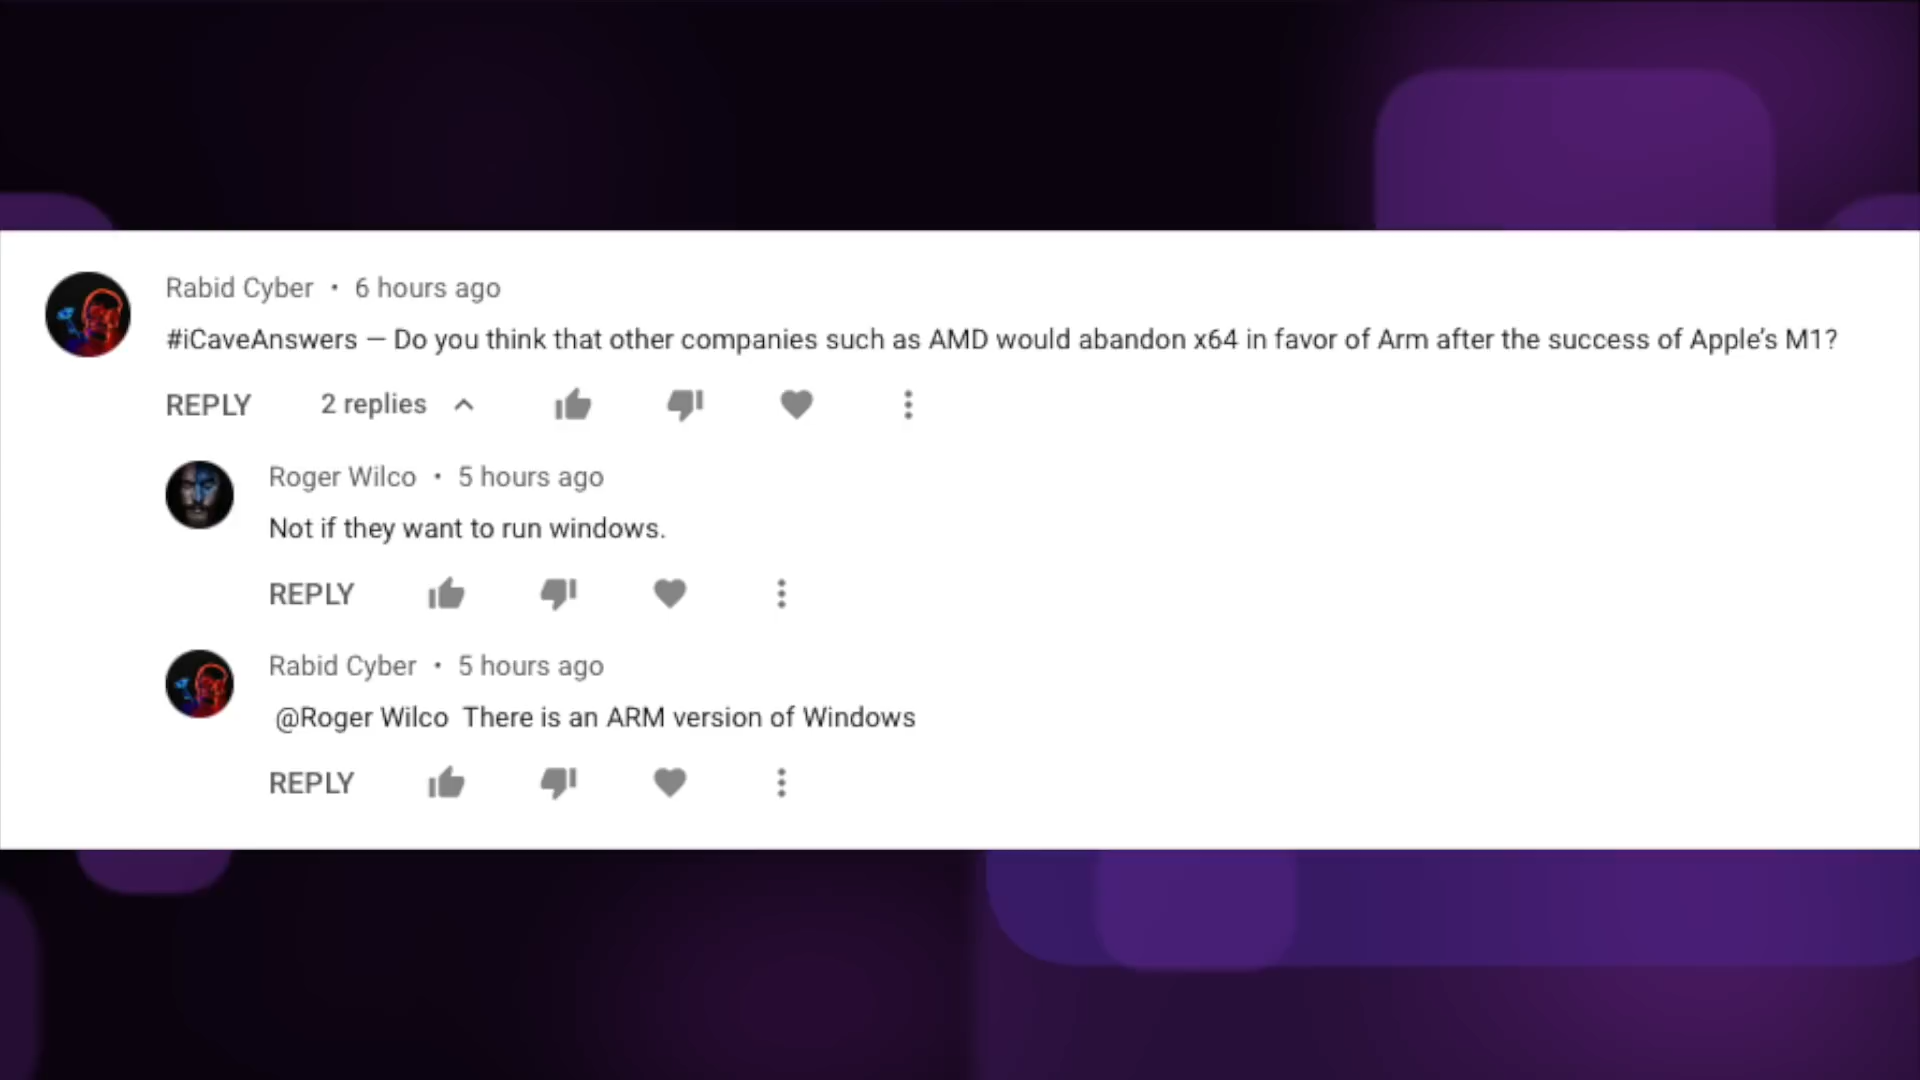 Rabid Cyber • 6 hours ago
#iCaveAnswers — Do you think that other companies such as AMD would abandon x64 in favor of Arm after the success of Apple’s M1?
REPLY 2 replies
Roger Wilco • 5 hours ago
Not if they want to run windows.
REPLY
Rabid Cyber • 5 hours ago
@Roger Wilco There is an ARM version of Windows
REPLY